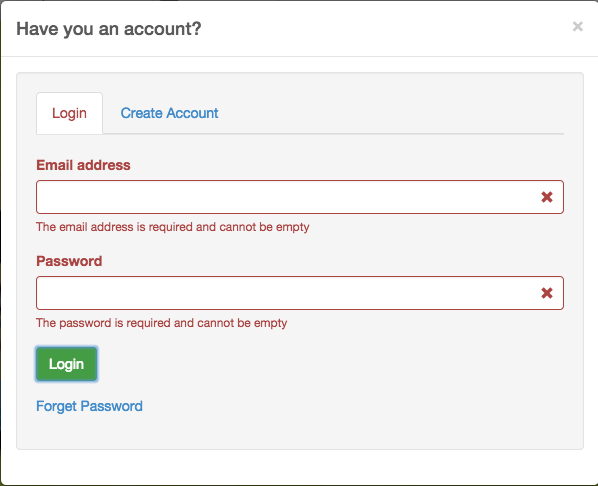 Have you an account?
×
Login Create Account
Email address
The email address is required and cannot be empty
Password
The password is required and cannot be empty
Login
Forget Password